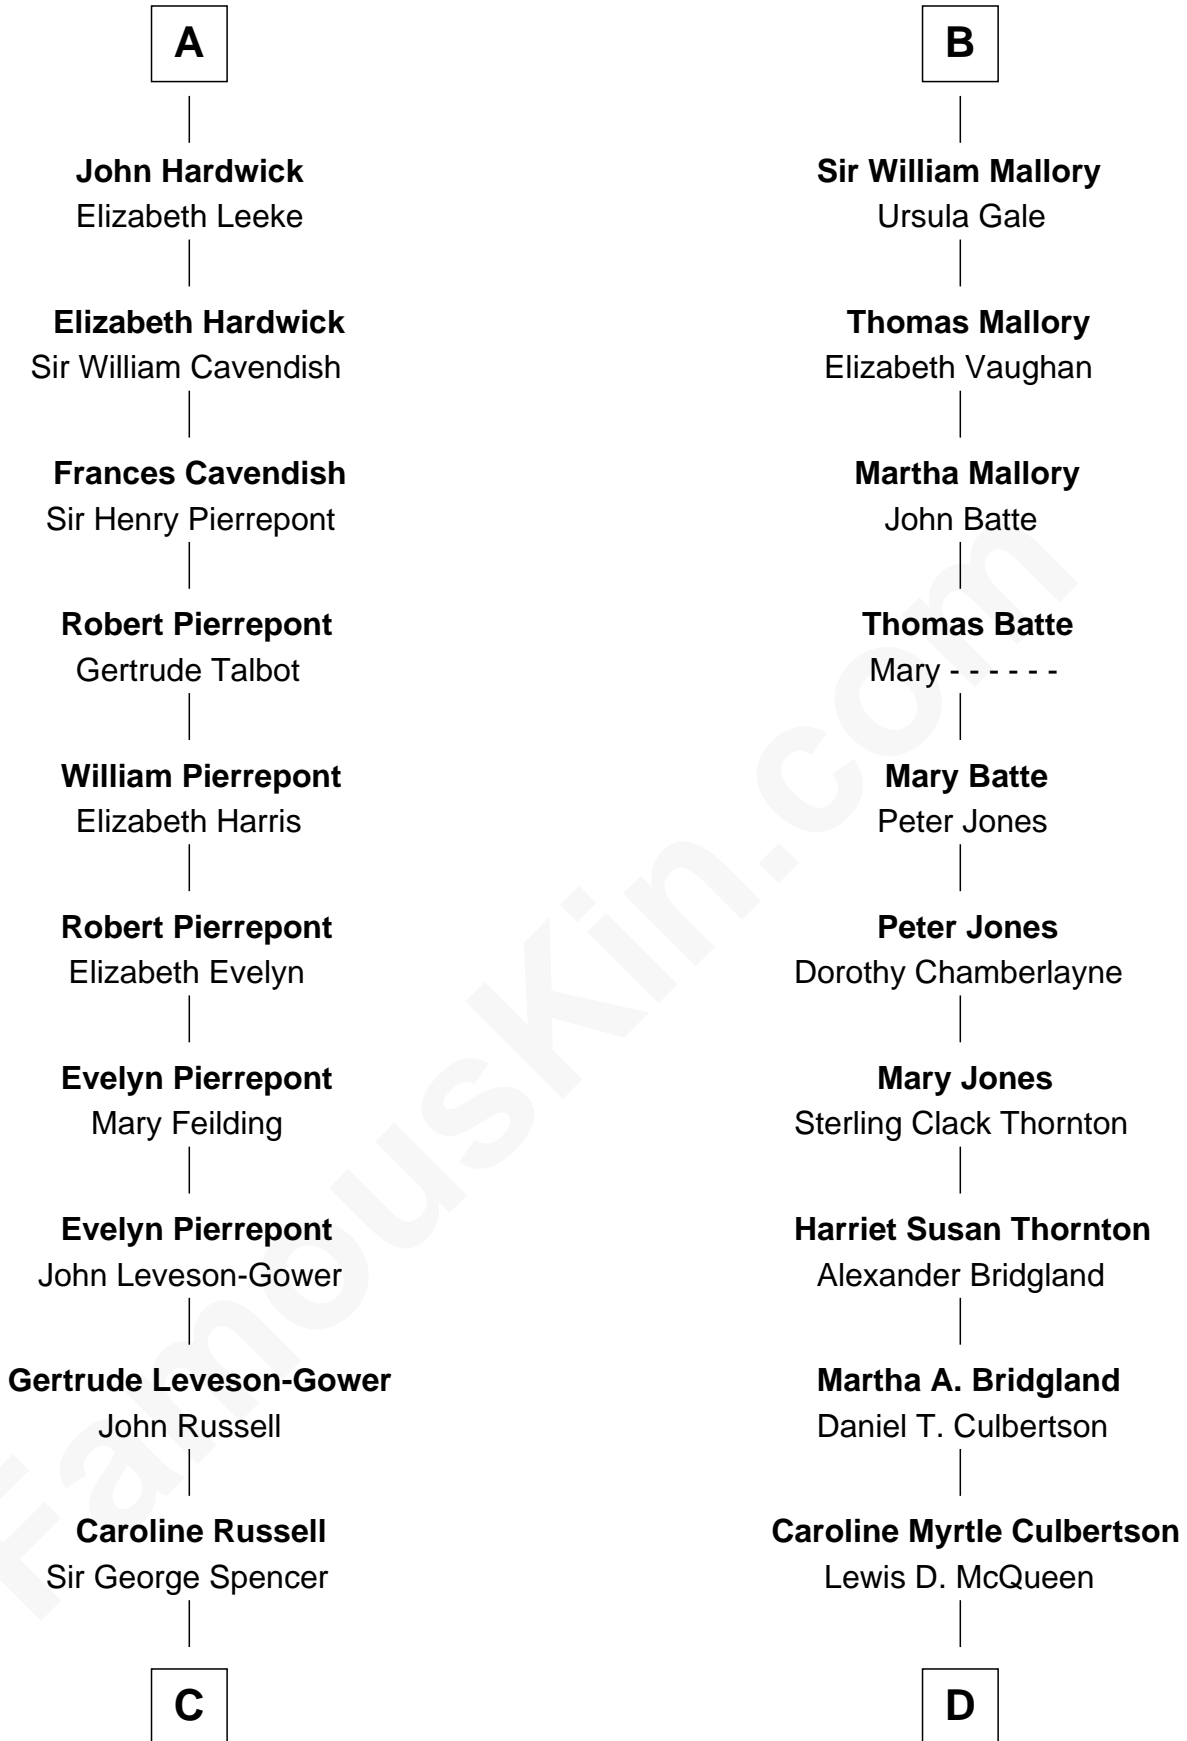 A
John Hardwick
Elizabeth Leeke
Elizabeth Hardwick
Sir William Cavendish
Frances Cavendish
Sir Henry Pierrepont
Robert Pierrepont
Gertrude Talbot
William Pierrepont
Elizabeth Harris
Robert Pierrepont
Elizabeth Evelyn
Evelyn Pierrepont
Mary Feilding
Evelyn Pierrepont
John Leveson-Gower
Gertrude Leveson-Gower
John Russell
Caroline Russell
Sir George Spencer
C
B
Sir William Mallory
Ursula Gale
Thomas Mallory
Elizabeth Vaughan
Martha Mallory
John Batte
Thomas Batte
Mary - - - - - -
Mary Batte
Peter Jones
Peter Jones
Dorothy Chamberlayne
Mary Jones
Sterling Clack Thornton
Harriet Susan Thornton
Alexander Bridgland
Martha A. Bridgland
Daniel T. Culbertson
Caroline Myrtle Culbertson
Lewis D. McQueen
D
FamousKin.com